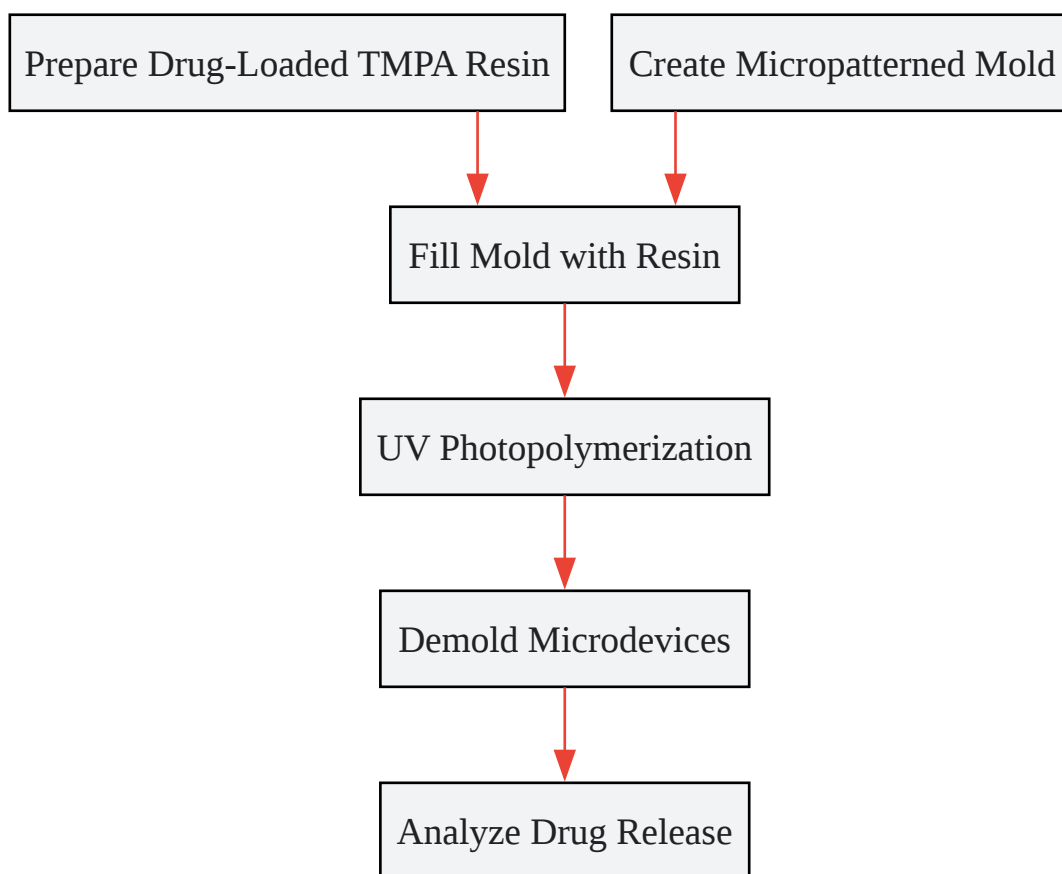 Prepare Drug-Loaded TMPA Resin
Create Micropatterned Mold
Fill Mold with Resin
UV Photopolymerization
Demold Microdevices
Analyze Drug Release